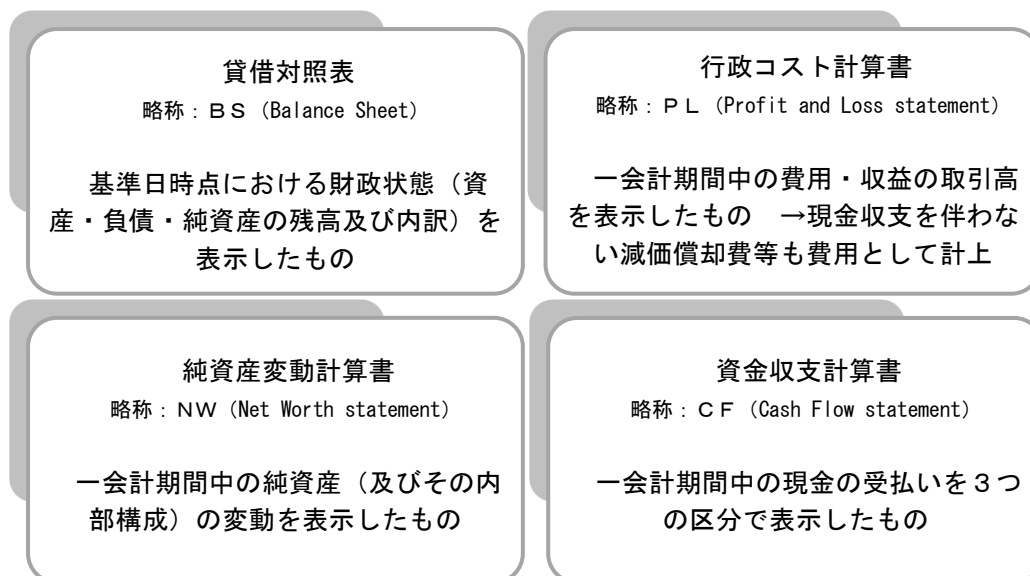 貸借対照表
略称：ＢＳ（Balance Sheet）
基準日時点における財政状態（資
産・負債・純資産の残高及び内訳）を
表示したもの
行政コスト計算書
略称：ＰＬ（Profit and Loss statement）
一会計期間中の費用・収益の取引高
を表示したもの　→現金収支を伴わな
い減価償却費等も費用として計上
純資産変動計算書
略称：ＮＷ（Net Worth statement）
一会計期間中の純資産（及びその内
部構成）の変動を表示したもの
資金収支計算書
略称：ＣＦ（Cash Flow statement）
一会計期間中の現金の受払いを３つ
の区分で表示したもの